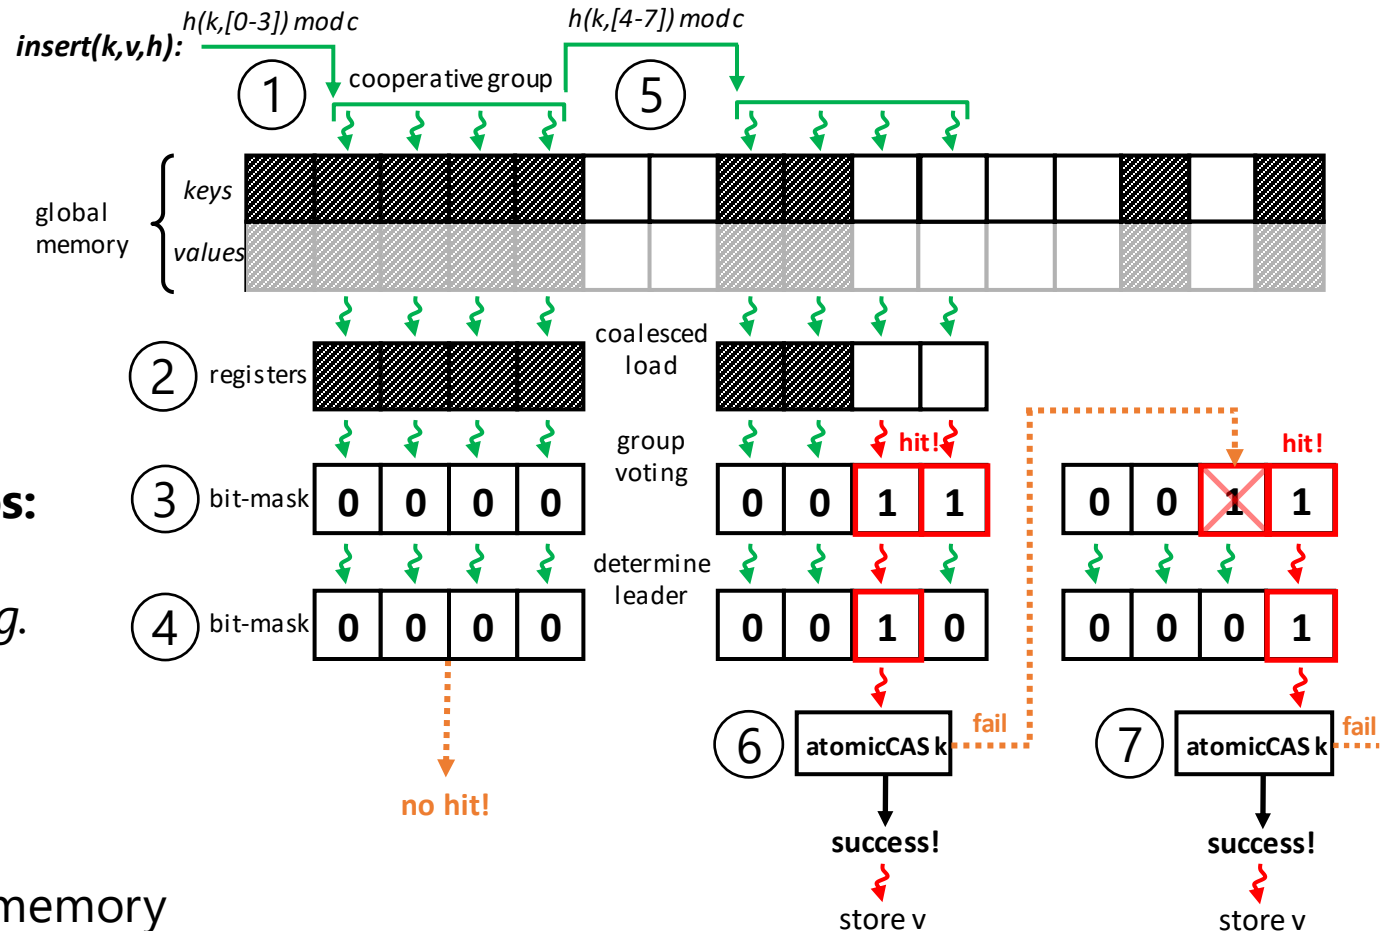 h(k,[0-3]) mod c
h(k,[4-7]) mod c
insert(k,v,h):
1
cooperative group
5
keys
global
memory
values
coalesced
load
2
registers
group
voting
hit!
hit!
3
bit-mask
0 0 0 0
0 0 1 1
0 0 1 1
s:
determine
leader
g.
4
bit-mask
0 0 0 0
0 0 1 0
0 0 0 1
6
atomicCAS k
fail
7
atomicCAS k
fail
no hit!
success!
success!
memory
store v
store v